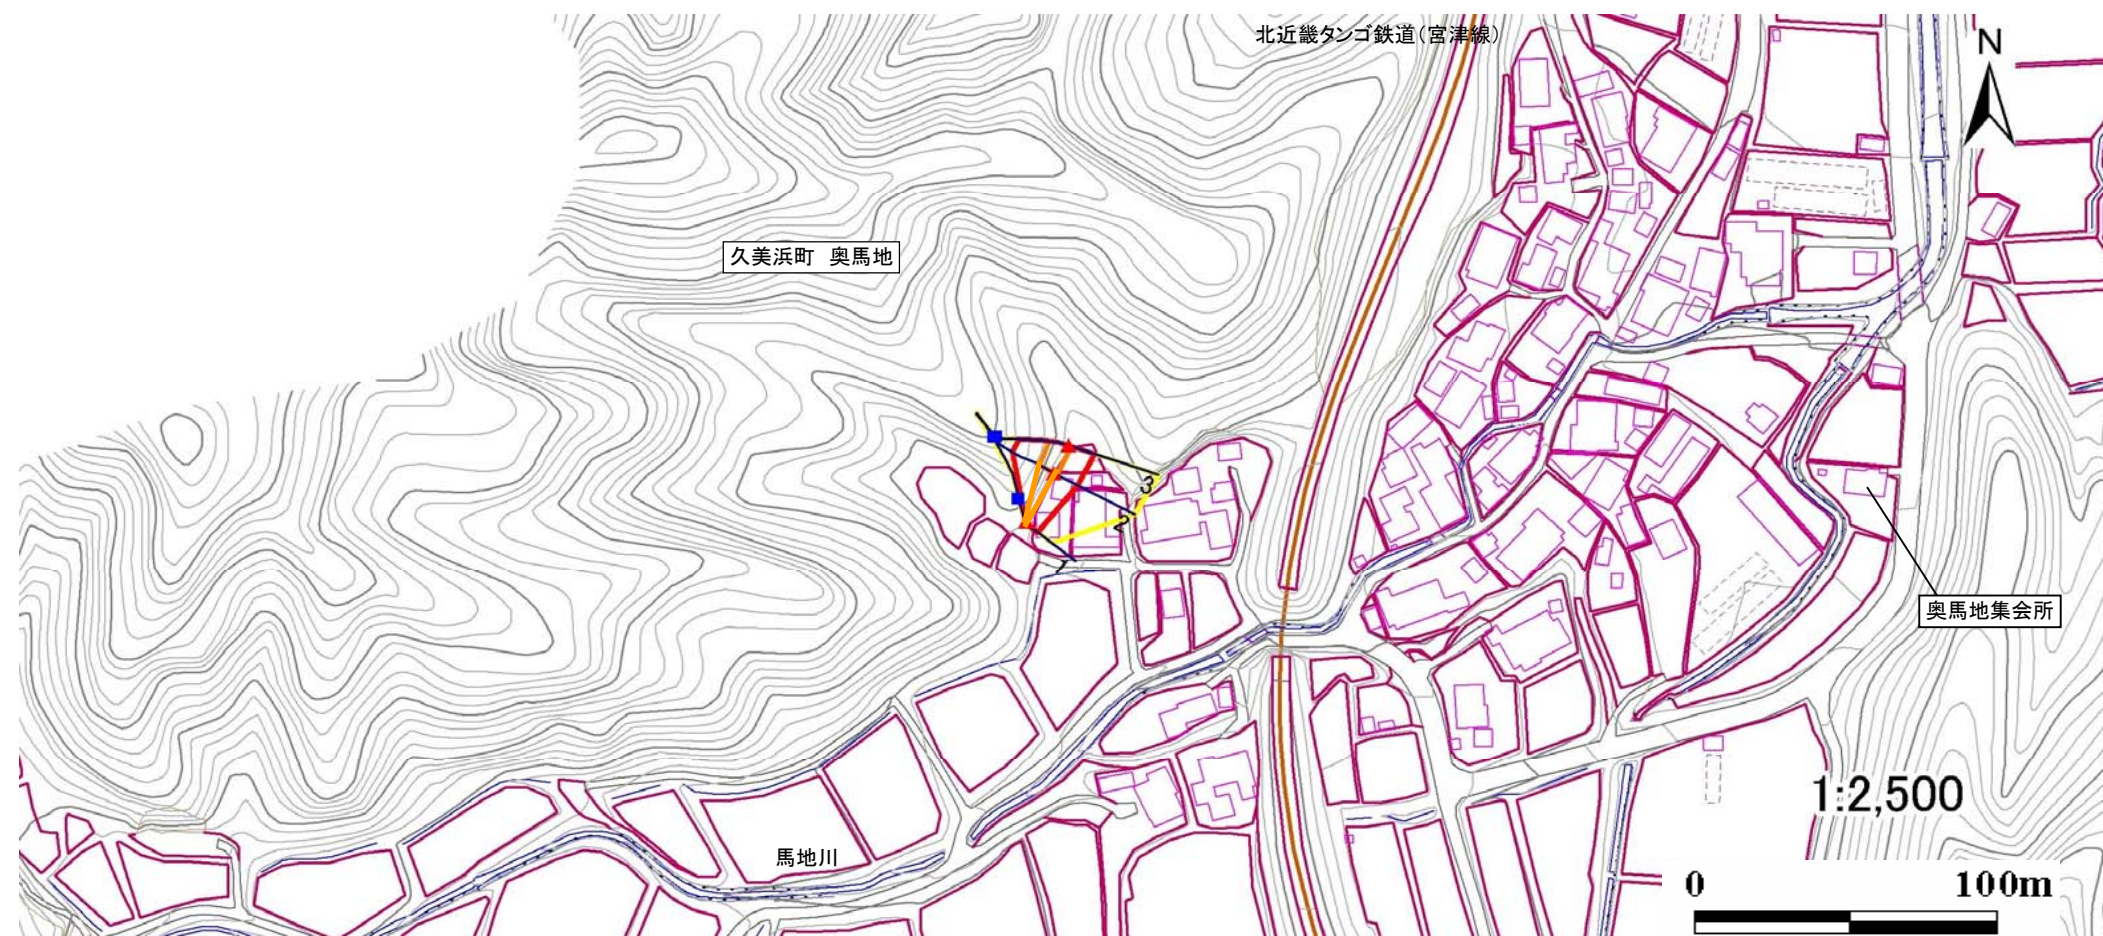 北近畿タンゴ鉄道(宮津線)
N
久美浜町 奥馬地
3
2
1
奥馬地集会所
1:2,500
馬地川
0 100m